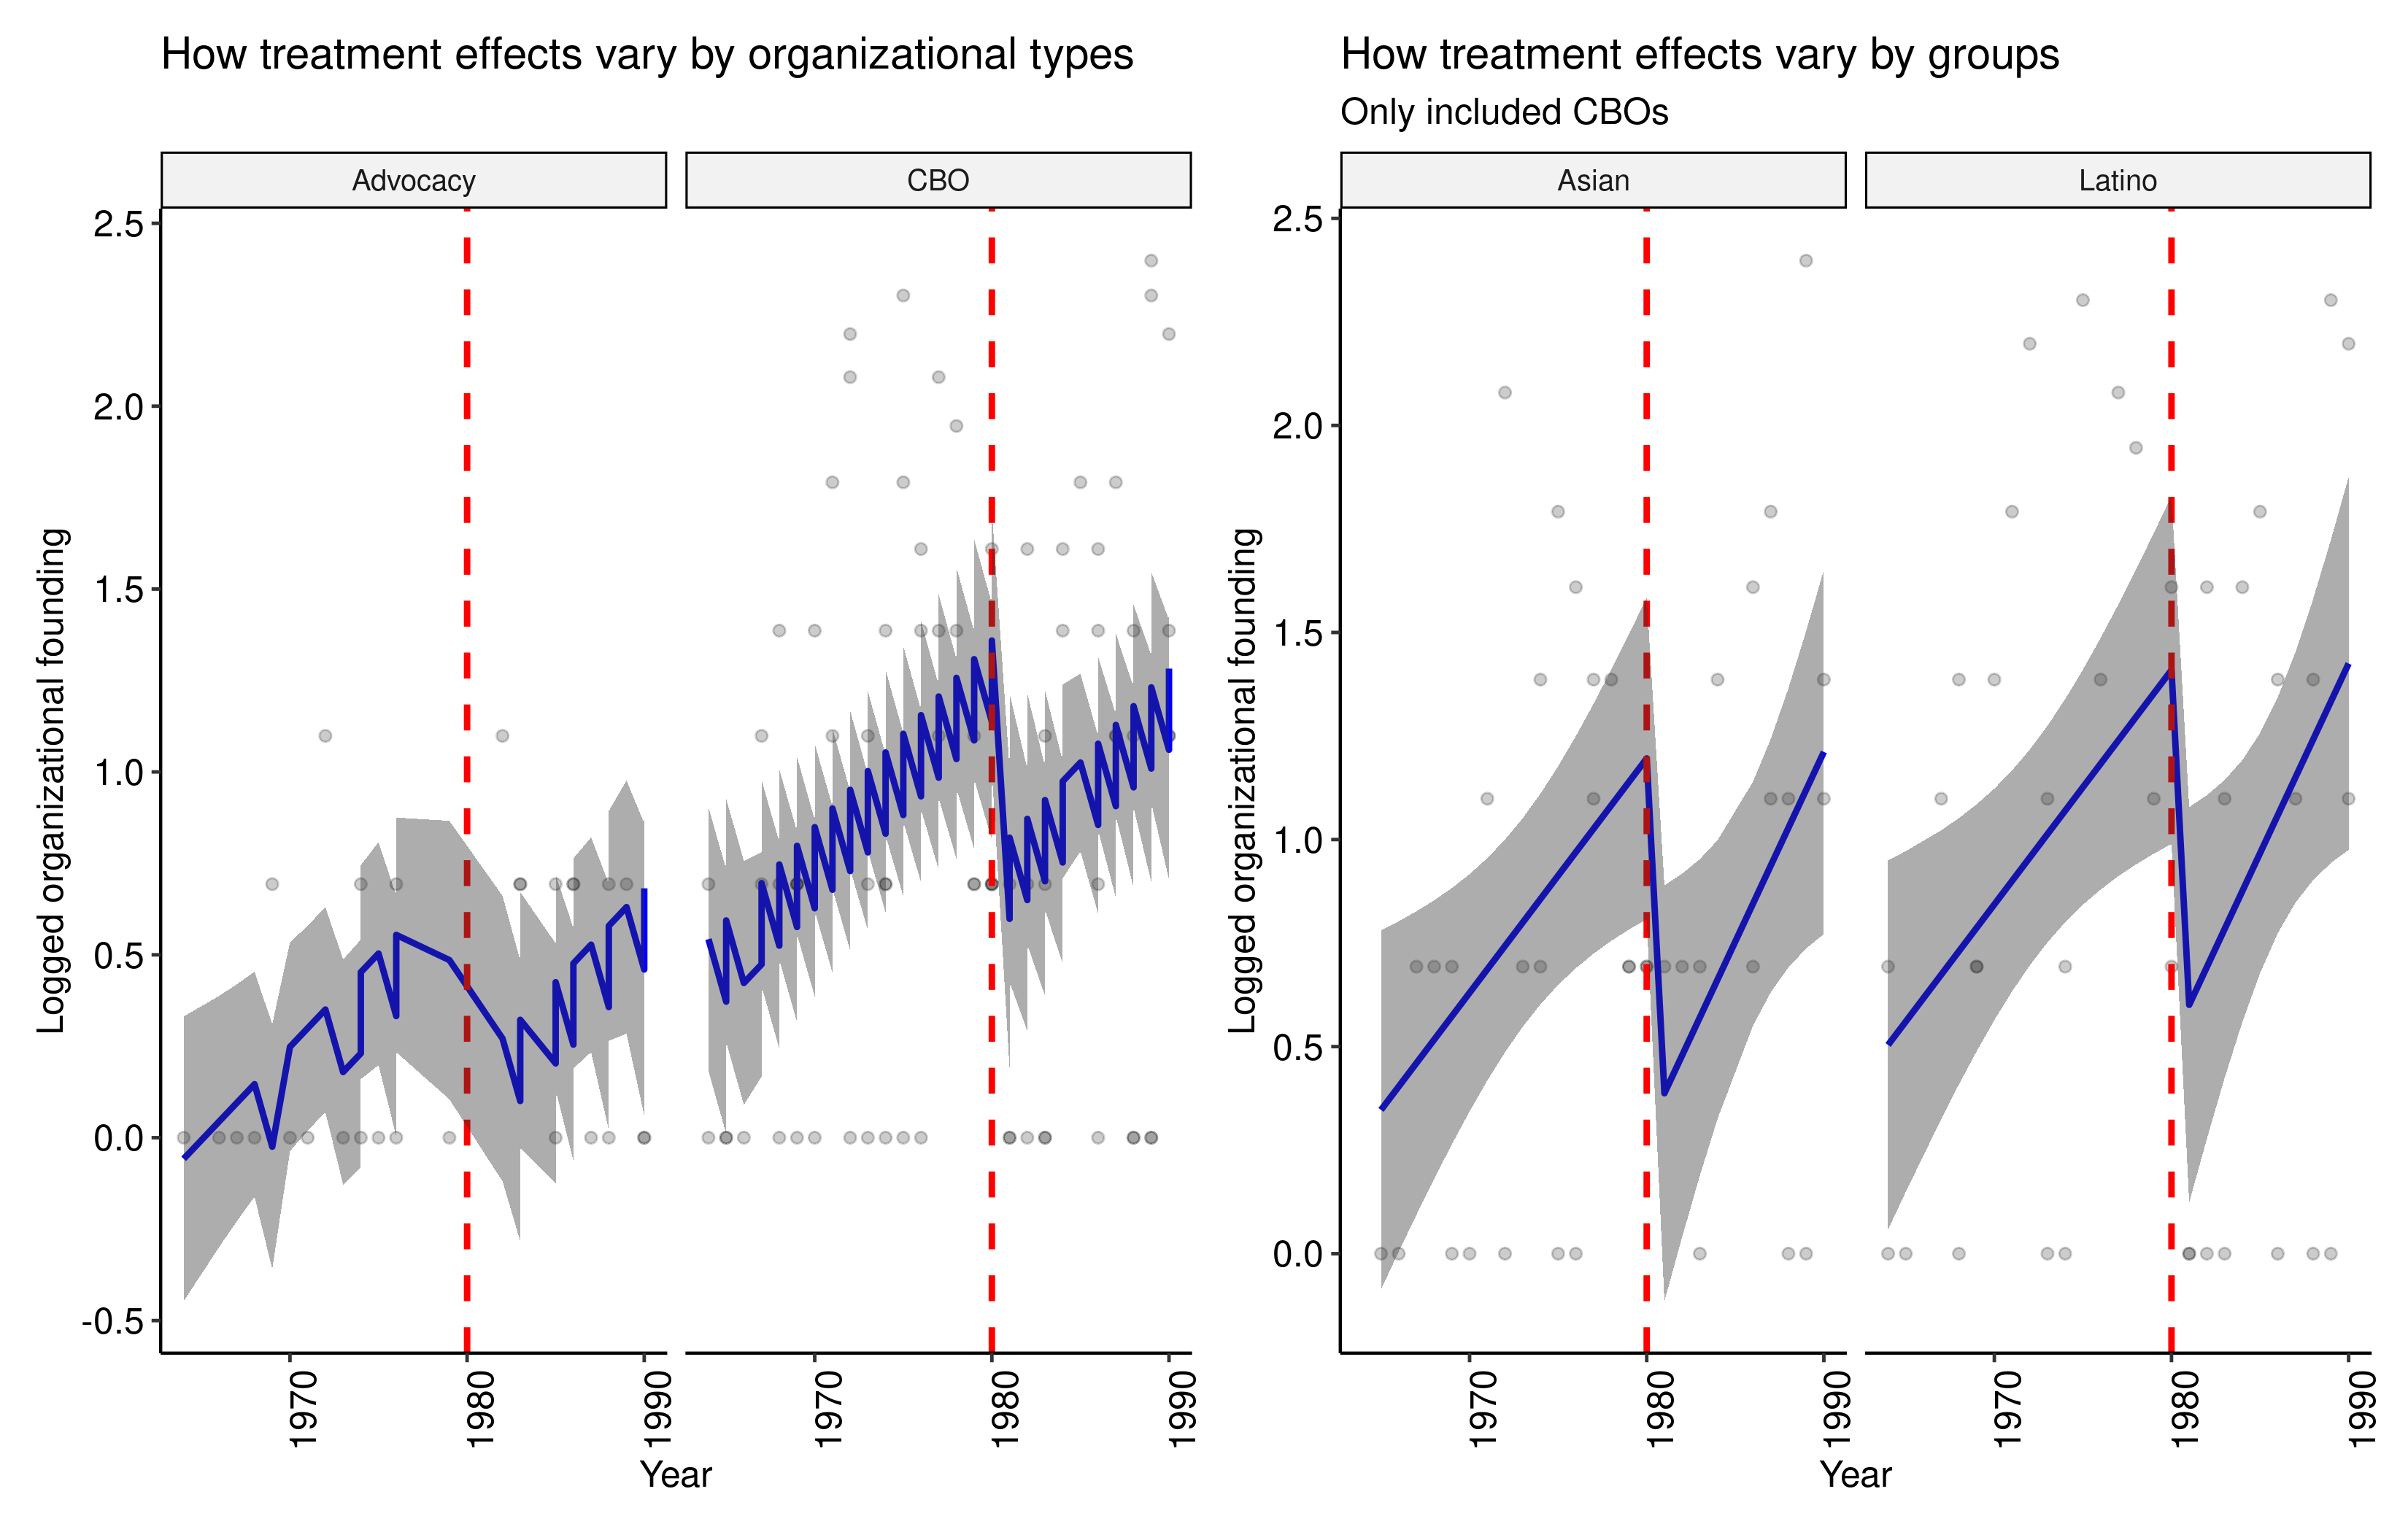 How treatment effects vary by organizational types
Advocacy
CBO
Logged organizational founding
2.5
2.0
1.5
1.0
0.5
0.0
-0.5
1970
1980
1990
1970
1980
1990
Year
How treatment effects vary by groups
Only included CBOs
Asian
Latino
Logged organizational founding
2.5
2.0
1.5
1.0
0.5
0.0
1970
1980
1990
1970
1980
1990
Year